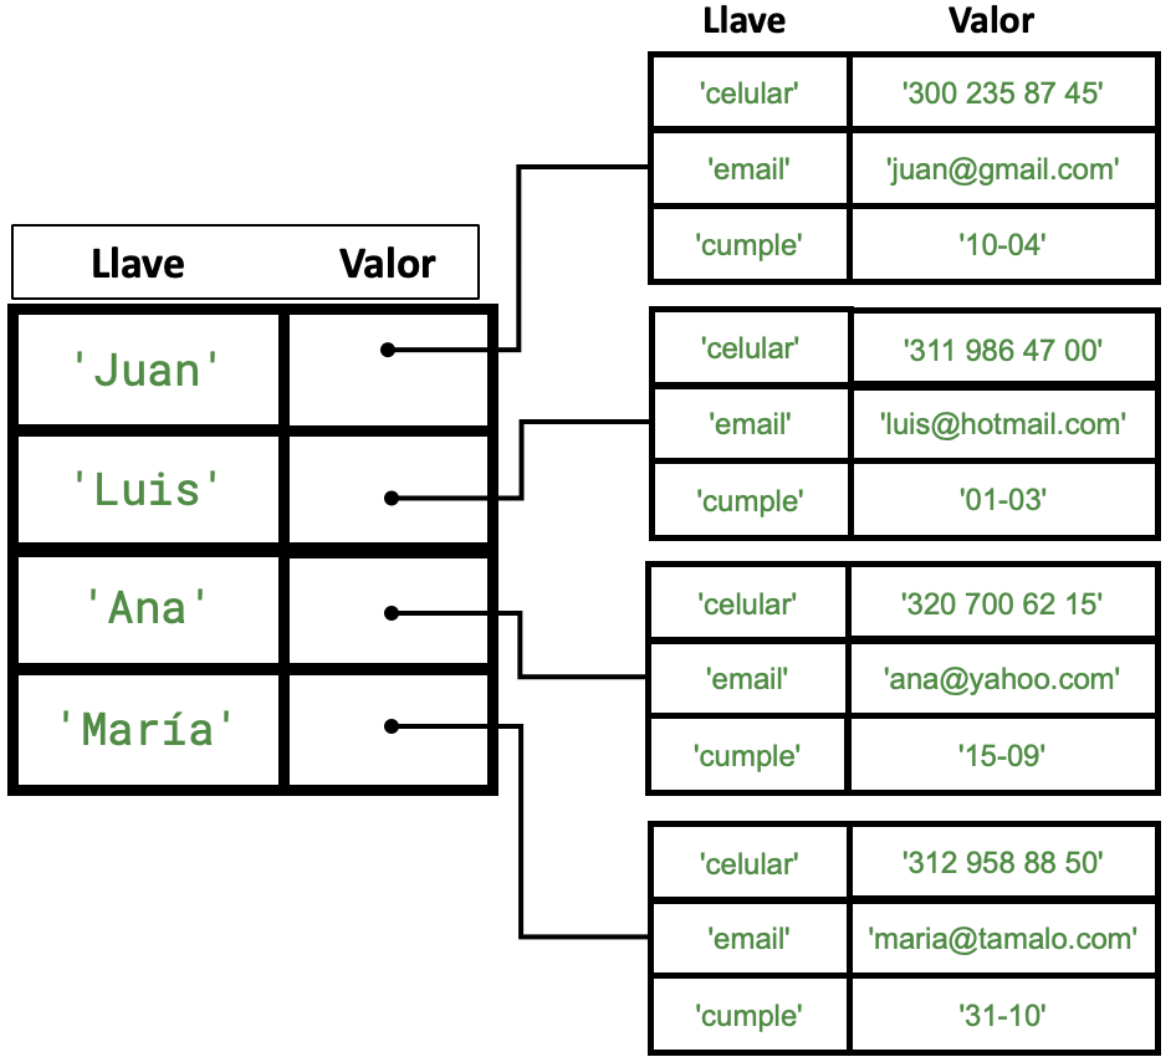 Llave Valor
'Juan'
'Luis'
'Ana'
'María'
Llave Valor
'celular' '300 235 87 45'
'email' 'juan@gmail.com'
'cumple' '10-04'
'celular' '311 986 47 00'
'email' 'luis@hotmail.com'
'cumple' '01-03'
'celular' '320 700 62 15'
'email' 'ana@yahoo.com'
'cumple' '15-09'
'celular' '312 958 88 50'
'email' 'maria@tamalo.com'
'cumple' '31-10'